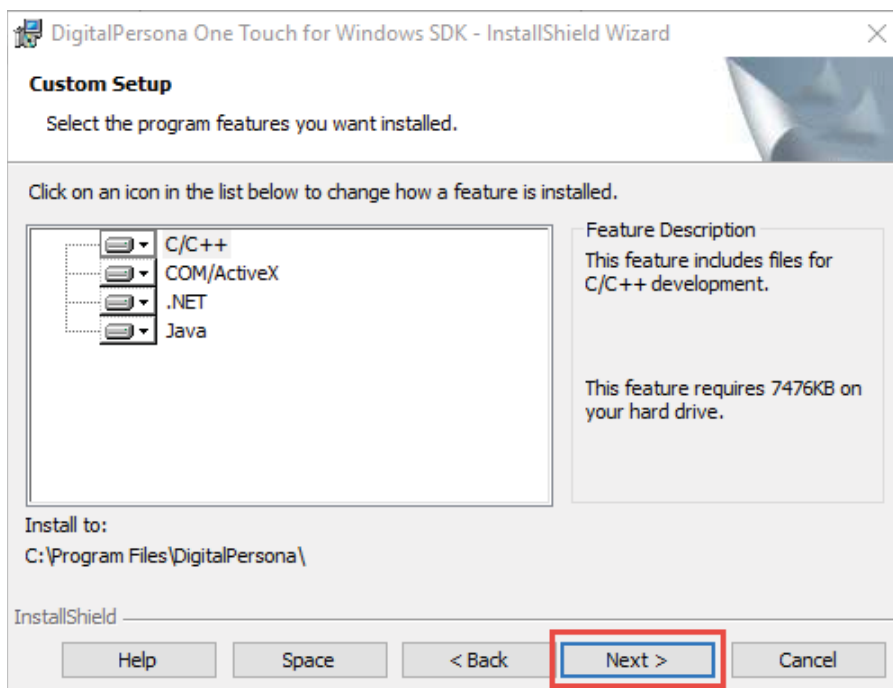 DigitalPersona One Touch for Windows SDK - InstallShield Wizard
Custom Setup
Select the program features you want installed.
Click on an icon in the list below to change how a feature is installed.
C/C++
COM/ActiveX
.NET
Java
Feature Description
This feature includes files for
C/C++ development.
This feature requires 7476KB on
your hard drive.
Install to:
C:\Program Files\DigitalPersona\
InstallShield
Help
Space
< Back
Next >
Cancel